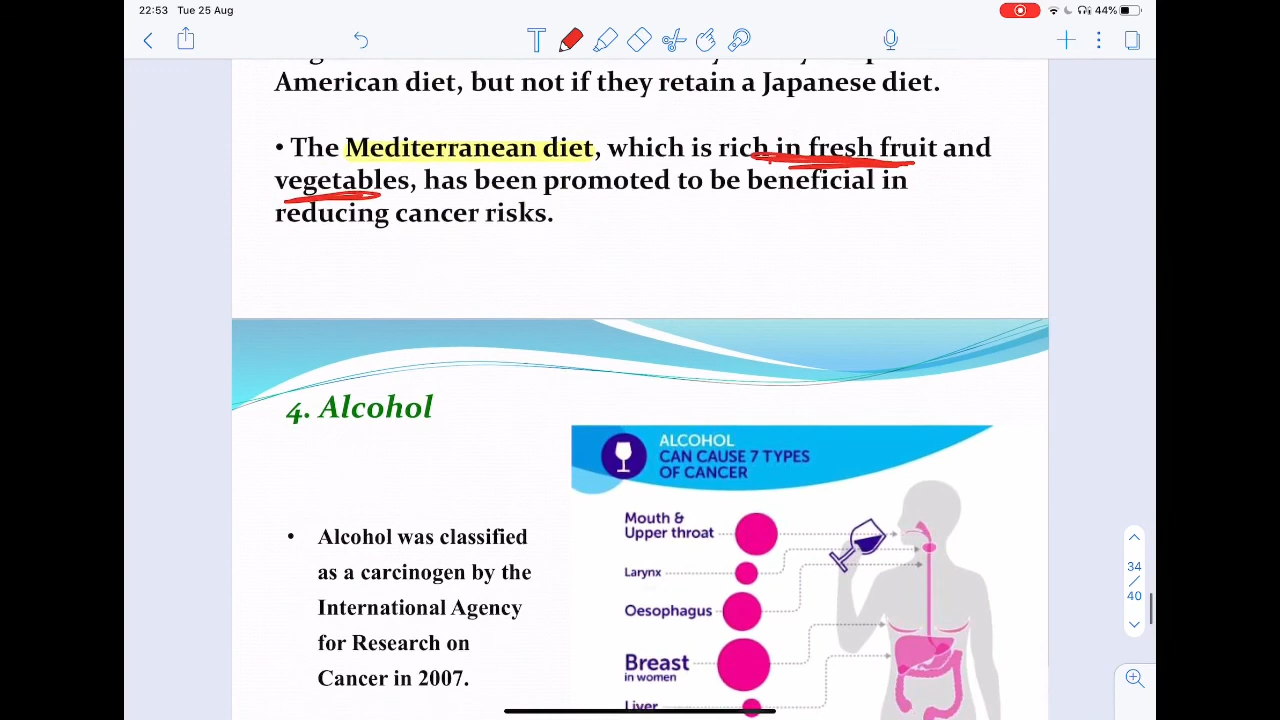 22:53 Tue 25 Aug
44%
American diet, but not if they retain a Japanese diet.
• The Mediterranean diet, which is rich in fresh fruit and
vegetables, has been promoted to be beneficial in
reducing cancer risks.
4. Alcohol
• Alcohol was classified
as a carcinogen by the
International Agency
for Research on
Cancer in 2007.
ALCOHOL
CAN CAUSE 7 TYPES
OF CANCER
Mouth &
Upper throat
Larynx
Oesophagus
Breast
in women
Liver
34
/
40